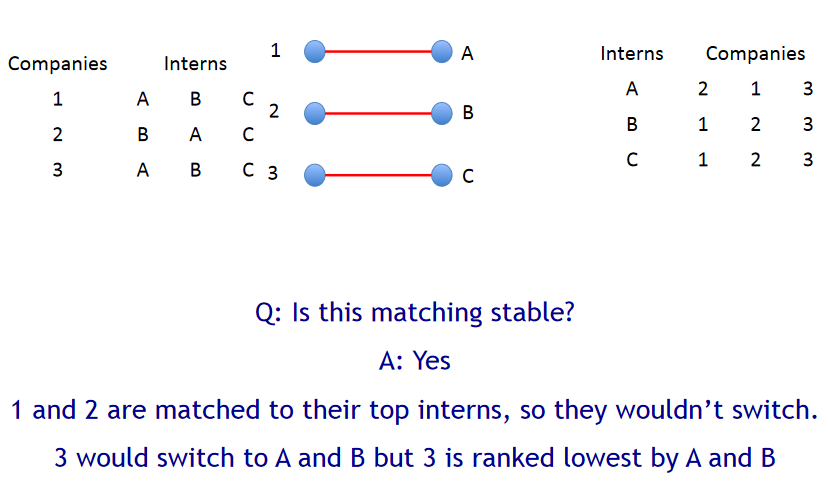 Companies Interns
1 A B C
2 B A C
3 A B C
1 A
2 B
3 C
Interns Companies
A 2 1 3
B 1 2 3
C 1 2 3
Q: Is this matching stable?
A: Yes
1 and 2 are matched to their top interns, so they wouldn’t switch.
3 would switch to A and B but 3 is ranked lowest by A and B